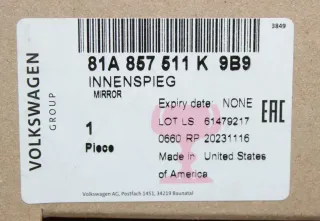 3849
VOLKSWAGEN
GROUP
81A 857 511 K 9B9
INNENSPIEG
MIRROR
Expiry date NONE
LOT LS 61479217
EAC
1
0660 RP 20231116
Piece
Made in United States
of America
Volkswagen AG, Postfach 1451, 34219 Baunatal